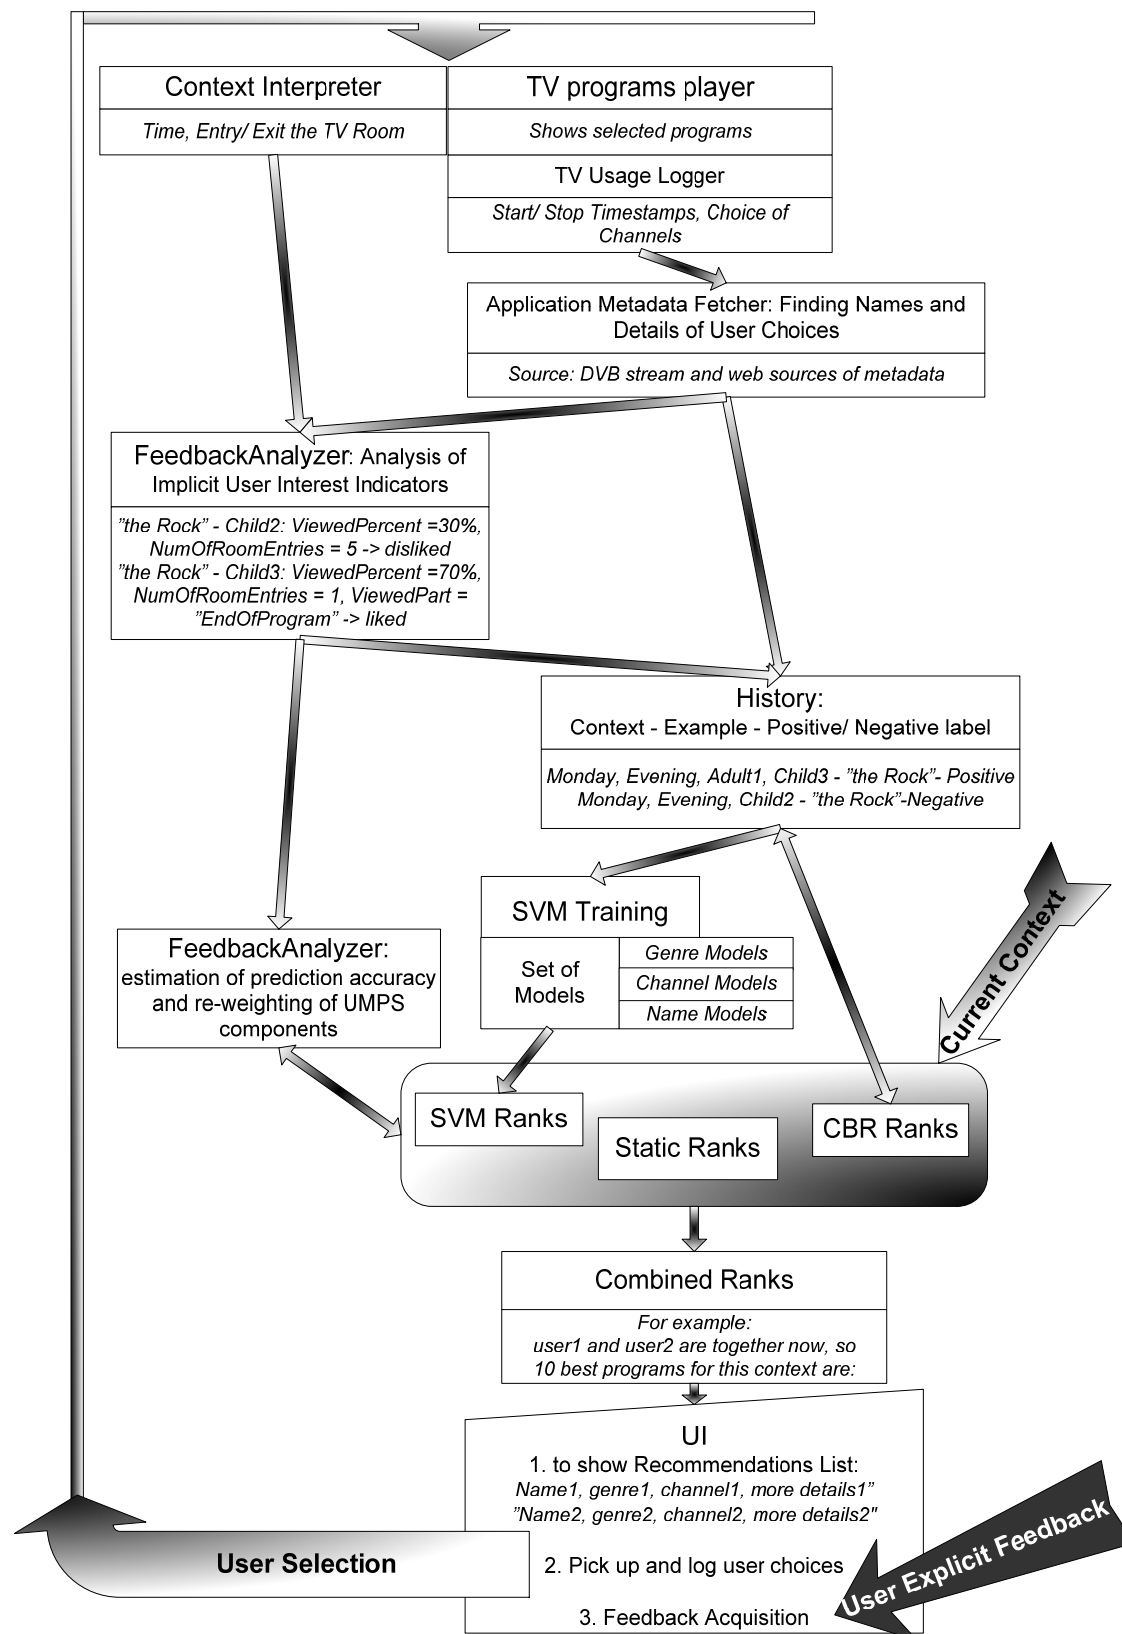 Context Interpreter
Time, Entry/ Exit the TV Room
TV programs player
Shows selected programs
TV Usage Logger
Start/ Stop Timestamps, Choice of
Channels
Application Metadata Fetcher: Finding Names and
Details of User Choices
Source: DVB stream and web sources of metadata
FeedbackAnalyzer: Analysis of
Implicit User Interest Indicators
”the Rock” - Child2: ViewedPercent =30%,
NumOfRoomEntries = 5 -> disliked
”the Rock” - Child3: ViewedPercent =70%,
NumOfRoomEntries = 1, ViewedPart =
”EndOfProgram” -> liked
History:
Context - Example - Positive/ Negative label
Monday, Evening, Adult1, Child3 - ”the Rock”- Positive
Monday, Evening, Child2 - ”the Rock”-Negative
Current Context
SVM Training
Set of
Models
Genre Models
Channel Models
Name Models
FeedbackAnalyzer:
estimation of prediction accuracy
and re-weighting of UMPS
components
SVM Ranks
Static Ranks
CBR Ranks
Combined Ranks
For example:
user1 and user2 are together now, so
10 best programs for this context are:
UI
1. to show Recommendations List:
Name1, genre1, channel1, more details1”
”Name2, genre2, channel2, more details2"
2. Pick up and log user choices
3. Feedback Acquisition
User Selection
User Explicit Feedback